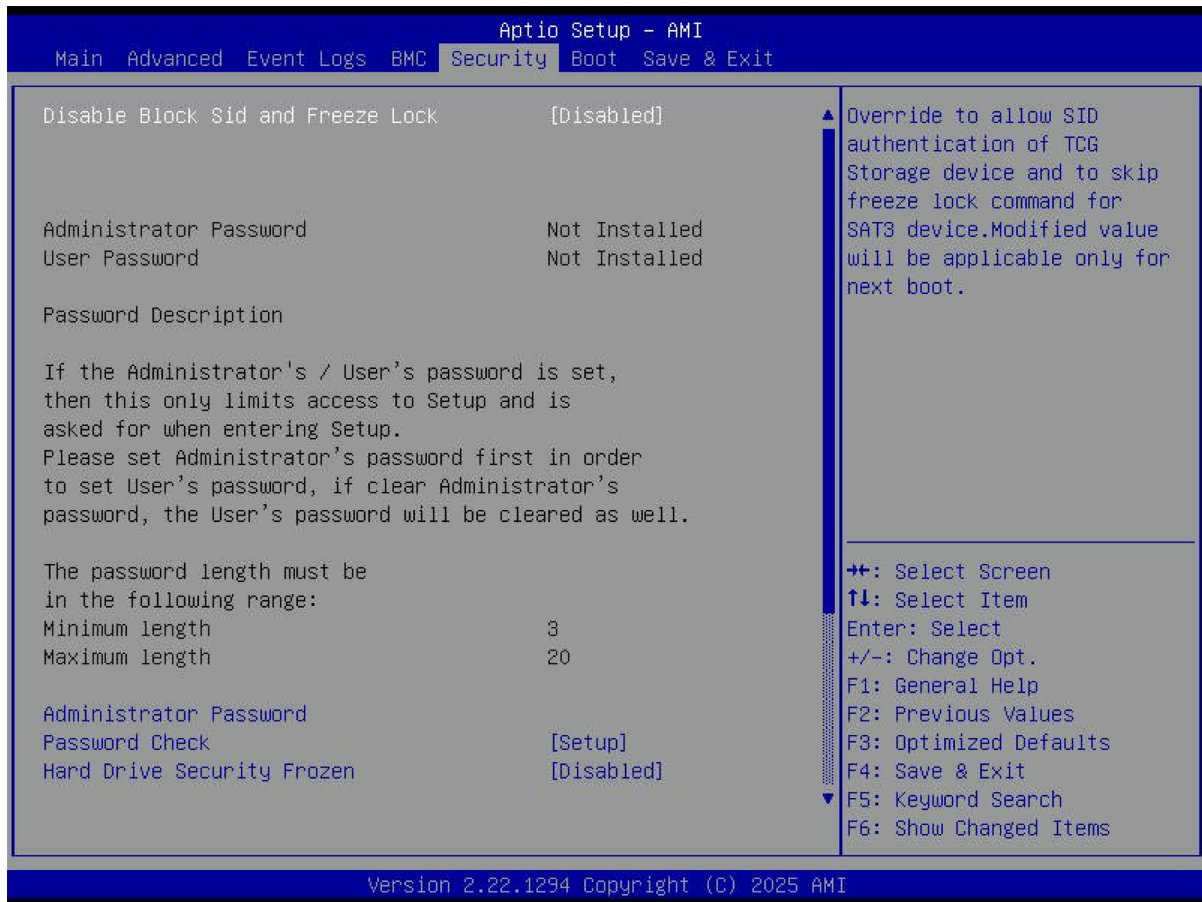 Aptio Setup – AMI
Main Advanced Event Logs BMC Security Boot Save & Exit
Disable Block Sid and Freeze Lock [Disabled]
Administrator Password Not Installed
User Password Not Installed
Password Description
If the Administrator's / User's password is set,
then this only limits access to Setup and is
asked for when entering Setup.
Please set Administrator's password first in order
to set User's password, if clear Administrator's
password, the User's password will be cleared as well.
The password length must be
in the following range:
Minimum length 3
Maximum length 20
Administrator Password
Password Check [Setup]
Hard Drive Security Frozen [Disabled]
Override to allow SID
authentication of TCG
Storage device and to skip
freeze lock command for
SAT3 device.Modified value
will be applicable only for
next boot.
→←: Select Screen
↑↓: Select Item
Enter: Select
+/-: Change Opt.
F1: General Help
F2: Previous Values
F3: Optimized Defaults
F4: Save & Exit
F5: Keyword Search
F6: Show Changed Items
Version 2.22.1294 Copyright (C) 2025 AMI